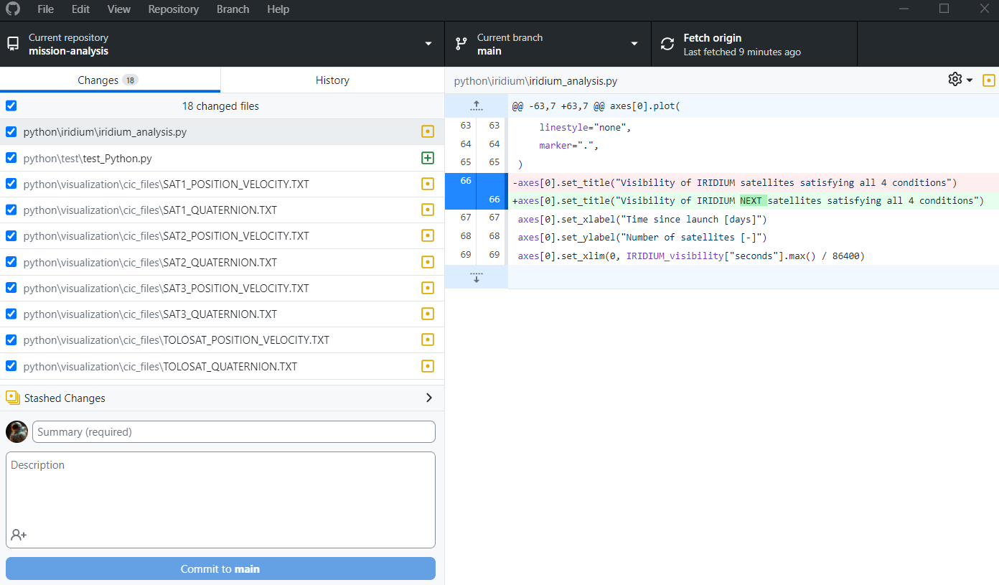 File Edit View Repository Branch Help
Current repository
mission-analysis
Current branch
main
Fetch origin
Last fetched 9 minutes ago
Changes 18
History
18 changed files
python\iridium\iridium_analysis.py
python\test\test_Python.py
python\visualization\cic_files\SAT1_POSITION_VELOCITY.TXT
python\visualization\cic_files\SAT1_QUATERNION.TXT
python\visualization\cic_files\SAT2_POSITION_VELOCITY.TXT
python\visualization\cic_files\SAT2_QUATERNION.TXT
python\visualization\cic_files\SAT3_POSITION_VELOCITY.TXT
python\visualization\cic_files\SAT3_QUATERNION.TXT
python\visualization\cic_files\TOLOSAT_POSITION_VELOCITY.TXT
python\visualization\cic_files\TOLOSAT_QUATERNION.TXT
Stashed Changes
Summary (required)
Description
Commit to main
python\iridium\iridium_analysis.py
@@ -63,7 +63,7 @@ axes[0].plot(
63 63 linestyle="none",
64 64 marker=".",
65 65 )
66 -axes[0].set_title("Visibility of IRIDIUM satellites satisfying all 4 conditions")
66 +axes[0].set_title("Visibility of IRIDIUM NEXT satellites satisfying all 4 conditions")
67 67 axes[0].set_xlabel("Time since launch [days]")
68 68 axes[0].set_ylabel("Number of satellites [-]")
69 69 axes[0].set_xlim(0, IRIDIUM_visibility["seconds"].max() / 86400)